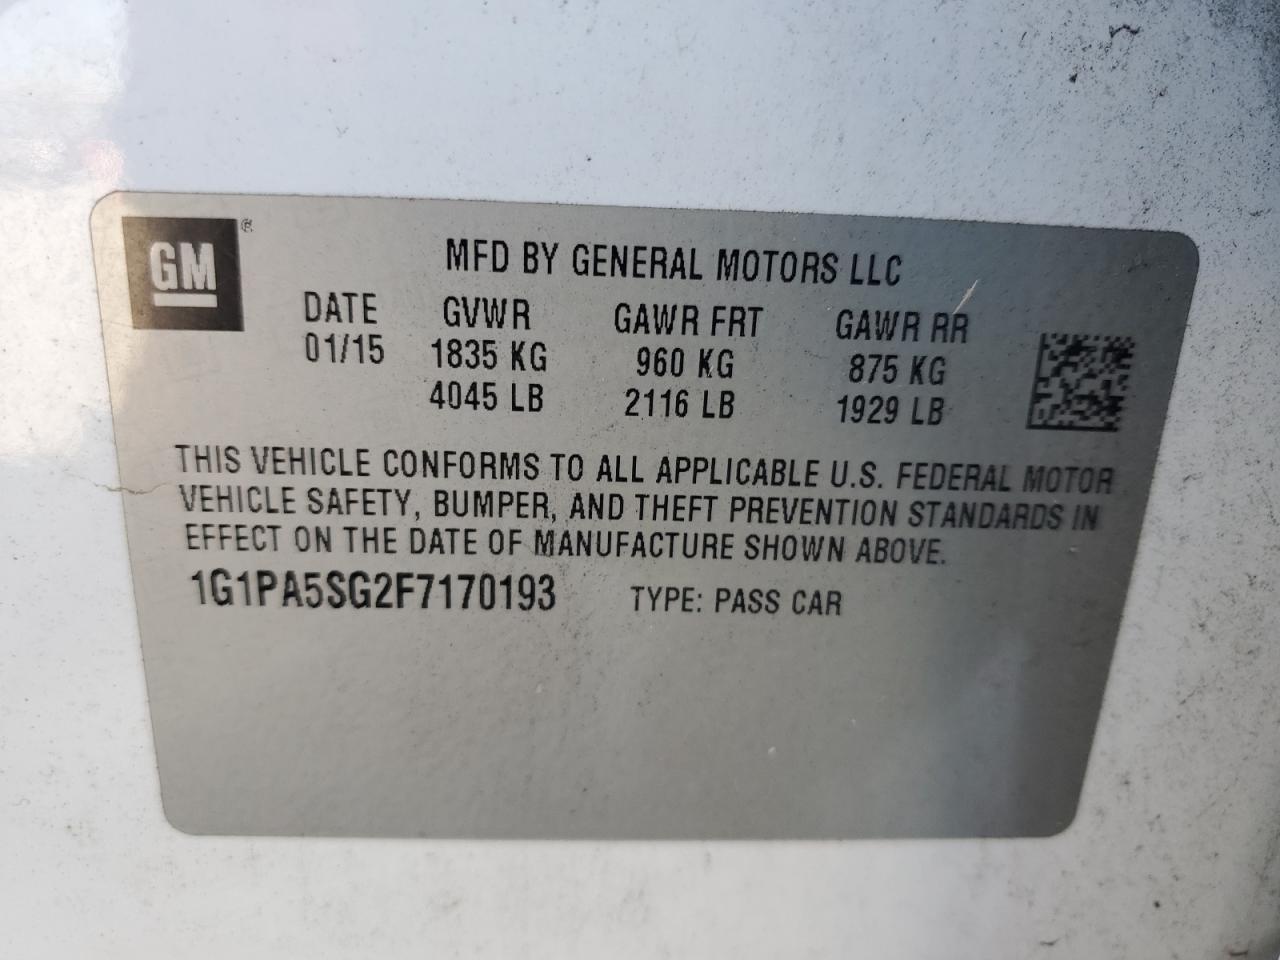 GM®
MFD BY GENERAL MOTORS LLC
DATE GVWR GAWR FRT GAWR RR
01/15 1835 KG 960 KG 875 KG
4045 LB 2116 LB 1929 LB
THIS VEHICLE CONFORMS TO ALL APPLICABLE U.S. FEDERAL MOTOR
VEHICLE SAFETY, BUMPER, AND THEFT PREVENTION STANDARDS IN
EFFECT ON THE DATE OF MANUFACTURE SHOWN ABOVE.
1G1PA5SG2F7170193 TYPE: PASS CAR